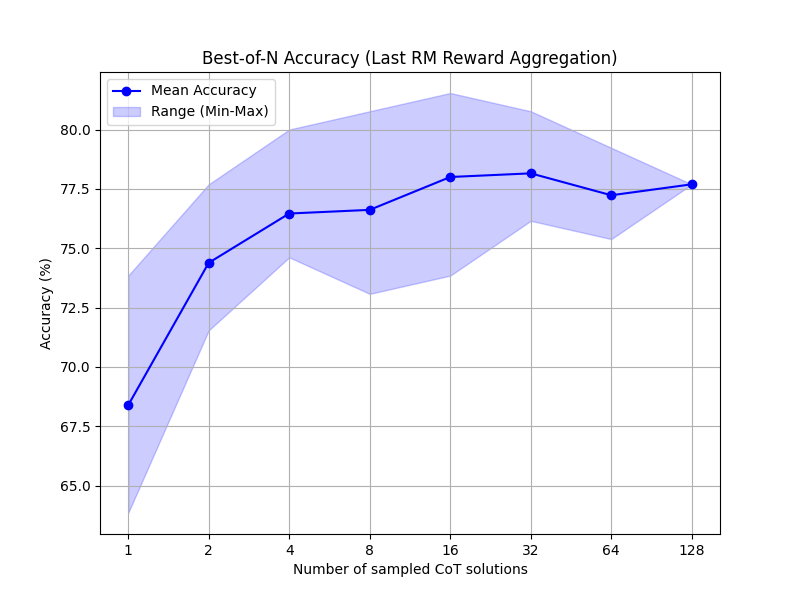 Best-of-N Accuracy (Last RM Reward Aggregation)
Mean Accuracy
Range (Min-Max)
Accuracy (%)
80.0
77.5
75.0
72.5
70.0
67.5
65.0
1 2 4 8 16 32 64 128
Number of sampled CoT solutions